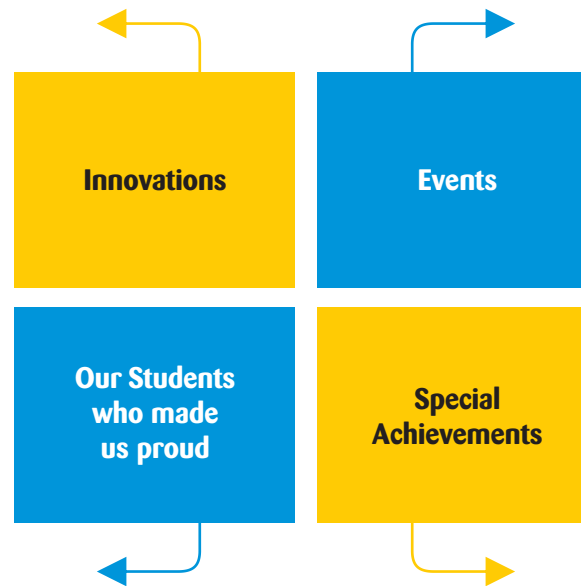 Innovations
Events
Our Students
who made
us proud
Special
Achievements